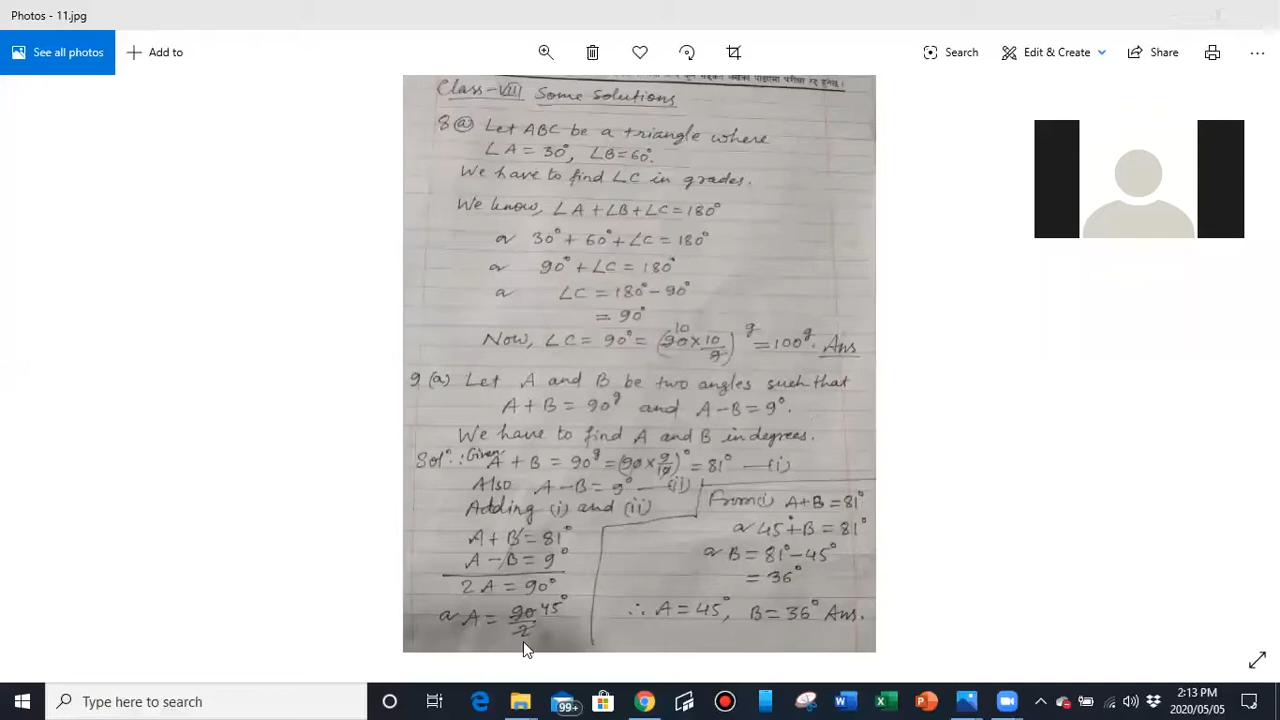 Photos - 11.jpg
See all photos
Add to
Search
Edit & Create
Share
परीक्षा रद्द हुनेछ।
Class-VIII Some Solutions
8 (a) Let ABC be a triangle where
∠A = 30°, ∠B = 60°.
We have to find ∠C in grades.
We know, ∠A + ∠B + ∠C = 180°
or 30° + 60° + ∠C = 180°
or 90° + ∠C = 180°
or ∠C = 180° - 90°
= 90°
Now, ∠C = 90° = (90 × 10/9)^g = 100^g. Ans
10
9 (a) Let A and B be two angles such that
A + B = 90^g and A - B = 9°.
We have to find A and B in degrees.
Solⁿ: Given A + B = 90^g = (90 × 9/10)° = 81° —(i)
Also A - B = 9° —(ii)
Adding (i) and (ii)
A + B = 81°
A - B = 9°
2A = 90°
or A = 90/2 45°
From (i) A + B = 81°
or 45° + B = 81°
or B = 81° - 45°
= 36°
∴ A = 45°, B = 36° Ans.
Type here to search
99+
2:13 PM
2020/05/05